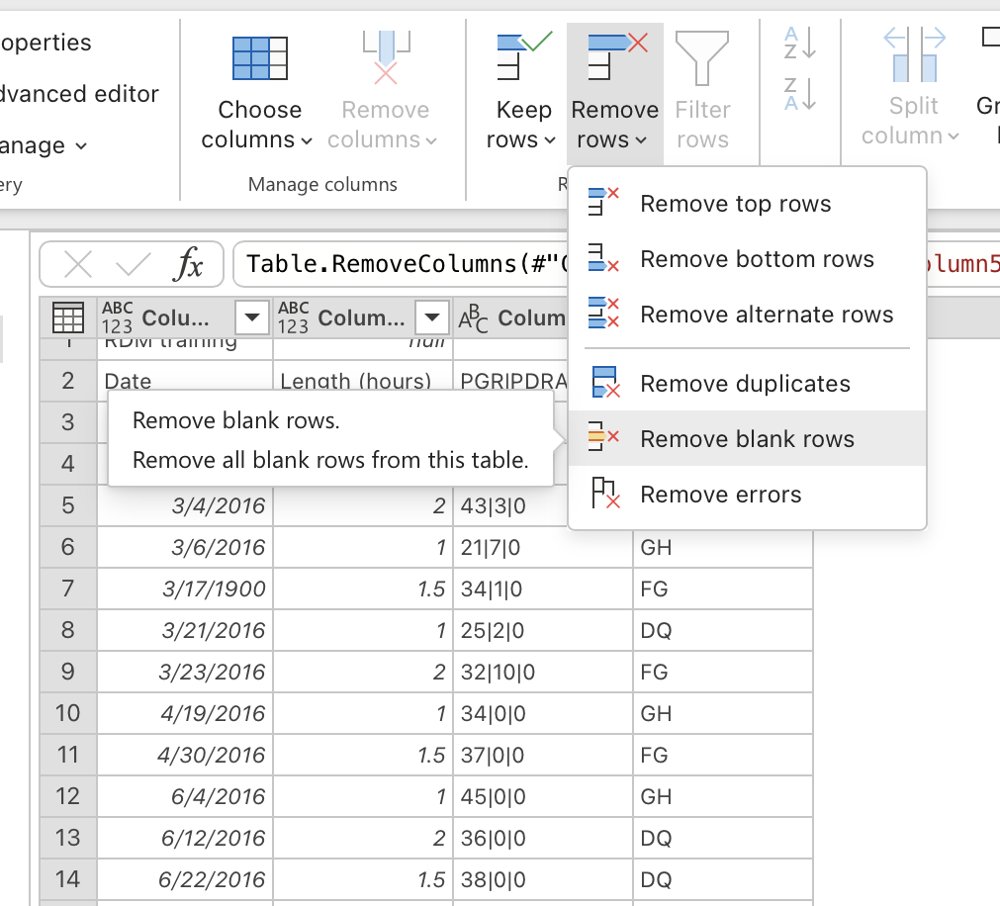 operties
dvanced editor
anage
ery
Choose
columns
Remove
columns
Manage columns
Keep
rows
Remove
rows
Filter
rows
R
A
Z
Z
A
Split
column
Gr
Remove top rows
Remove bottom rows
Remove alternate rows
Remove duplicates
Remove blank rows
Remove errors
fx
Table.RemoveColumns(#"
olumn5
ABC
123 Colu...
ABC
123 Colum...
ABC Colum
1 RDM training null
2 Date Length (hours) PGRIPDRA
3
4
Remove blank rows.
Remove all blank rows from this table.
5 3/4/2016 2 43|3|0
6 3/6/2016 1 21|7|0 GH
7 3/17/1900 1.5 34|1|0 FG
8 3/21/2016 1 25|2|0 DQ
9 3/23/2016 2 32|10|0 FG
10 4/19/2016 1 34|0|0 GH
11 4/30/2016 1.5 37|0|0 FG
12 6/4/2016 1 45|0|0 GH
13 6/12/2016 2 36|0|0 DQ
14 6/22/2016 1.5 38|0|0 DQ